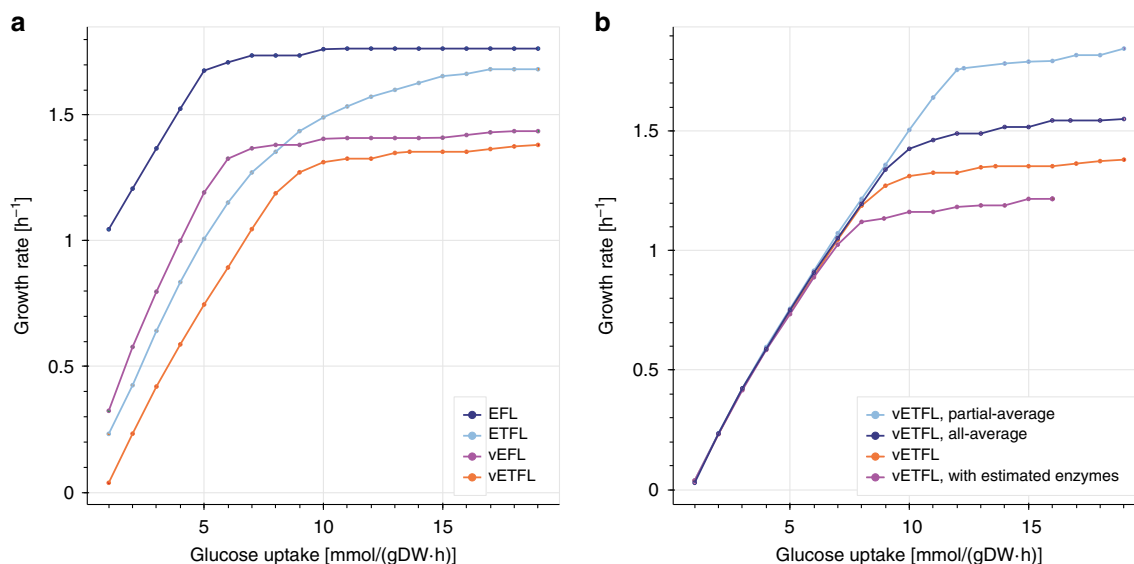 a
Growth rate [h⁻¹]
1.5
1
0.5
0
5
10
15
Glucose uptake [mmol/(gDW·h)]
EFL
ETFL
vEFL
vETFL
b
Growth rate [h⁻¹]
1.5
1
0.5
0
5
10
15
Glucose uptake [mmol/(gDW·h)]
vETFL, partial-average
vETFL, all-average
vETFL
vETFL, with estimated enzymes